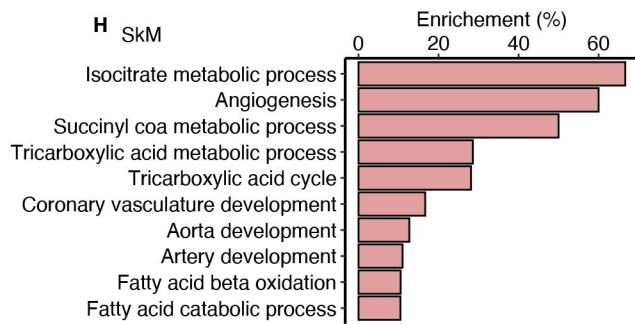 H SkM
Enrichement (%)
0 20 40 60
Isocitrate metabolic process
Angiogenesis
Succinyl coa metabolic process
Tricarboxylic acid metabolic process
Tricarboxylic acid cycle
Coronary vasculature development
Aorta development
Artery development
Fatty acid beta oxidation
Fatty acid catabolic process